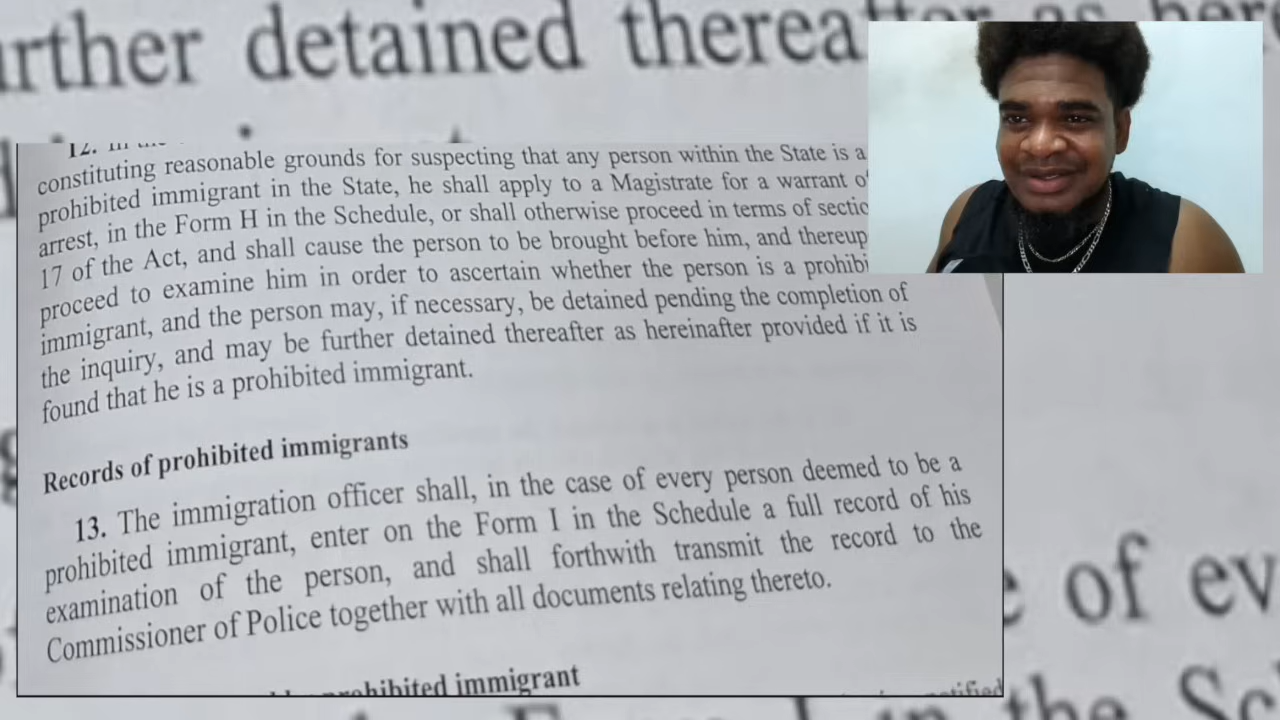 rther detained therea
12. In the
constituting reasonable grounds for suspecting that any person within the State is a
prohibited immigrant in the State, he shall apply to a Magistrate for a warrant o
arrest, in the Form H in the Schedule, or shall otherwise proceed in terms of sectio
17 of the Act, and shall cause the person to be brought before him, and thereup
proceed to examine him in order to ascertain whether the person is a prohibi
immigrant, and the person may, if necessary, be detained pending the completion of
the inquiry, and may be further detained thereafter as hereinafter provided if it is
found that he is a prohibited immigrant.
Records of prohibited immigrants
13. The immigration officer shall, in the case of every person deemed to be a
prohibited immigrant, enter on the Form I in the Schedule a full record of his
examination of the person, and shall forthwith transmit the record to the
Commissioner of Police together with all documents relating thereto.
prohibited immigrant
of ev
the Sc